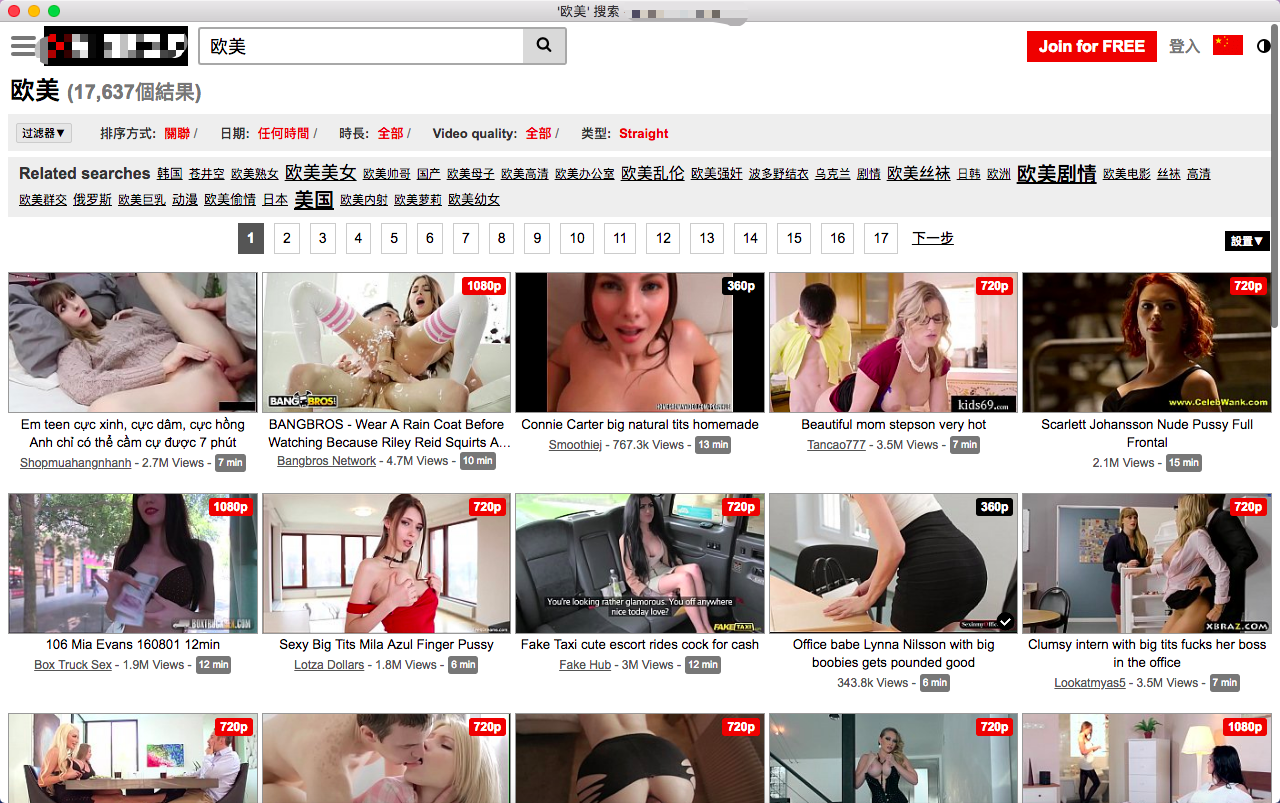 '欧美' 搜索
欧美
Join for FREE 登入
欧美 (17,637個結果)
过滤器▼ 排序方式: 關聯 / 日期: 任何時間 / 時長: 全部 / Video quality: 全部 / 类型: Straight
Related searches 韩国 苍井空 欧美熟女 欧美美女 欧美帅哥 国产 欧美母子 欧美高清 欧美办公室 欧美乱伦 欧美强奸 波多野结衣 乌克兰 剧情 欧美丝袜 日韩 欧洲 欧美剧情 欧美电影 丝袜 高清
欧美群交 俄罗斯 欧美巨乳 动漫 欧美偷情 日本 美国 欧美内射 欧美萝莉 欧美幼女
1 2 3 4 5 6 7 8 9 10 11 12 13 14 15 16 17 下一步
設置▼
1080p
BANGBROS!
360p
720p
kids69.com
720p
www.CelebWank.com
Em teen cực xinh, cực dâm, cực hồng
Anh chỉ có thể cầm cự được 7 phút
Shopmuahangnhanh - 2.7M Views - 7 min
BANGBROS - Wear A Rain Coat Before
Watching Because Riley Reid Squirts A...
Bangbros Network - 4.7M Views - 10 min
Connie Carter big natural tits homemade
Smoothiej - 767.3k Views - 13 min
Beautiful mom stepson very hot
Tancao777 - 3.5M Views - 7 min
Scarlett Johansson Nude Pussy Full
Frontal
2.1M Views - 15 min
1080p
BOXTRUCKSEX.COM
720p
720p
You're looking rather glamorous. You off anywhere
nice today love?
FAKETAXI
360p
720p
XBRAZ.COM
106 Mia Evans 160801 12min
Box Truck Sex - 1.9M Views - 12 min
Sexy Big Tits Mila Azul Finger Pussy
Lotza Dollars - 1.8M Views - 6 min
Fake Taxi cute escort rides cock for cash
Fake Hub - 3M Views - 12 min
Office babe Lynna Nilsson with big
boobies gets pounded good
343.8k Views - 6 min
Clumsy intern with big tits fucks her boss
in the office
Lookatmyas5 - 3.5M Views - 7 min
720p
720p
720p
720p
1080p